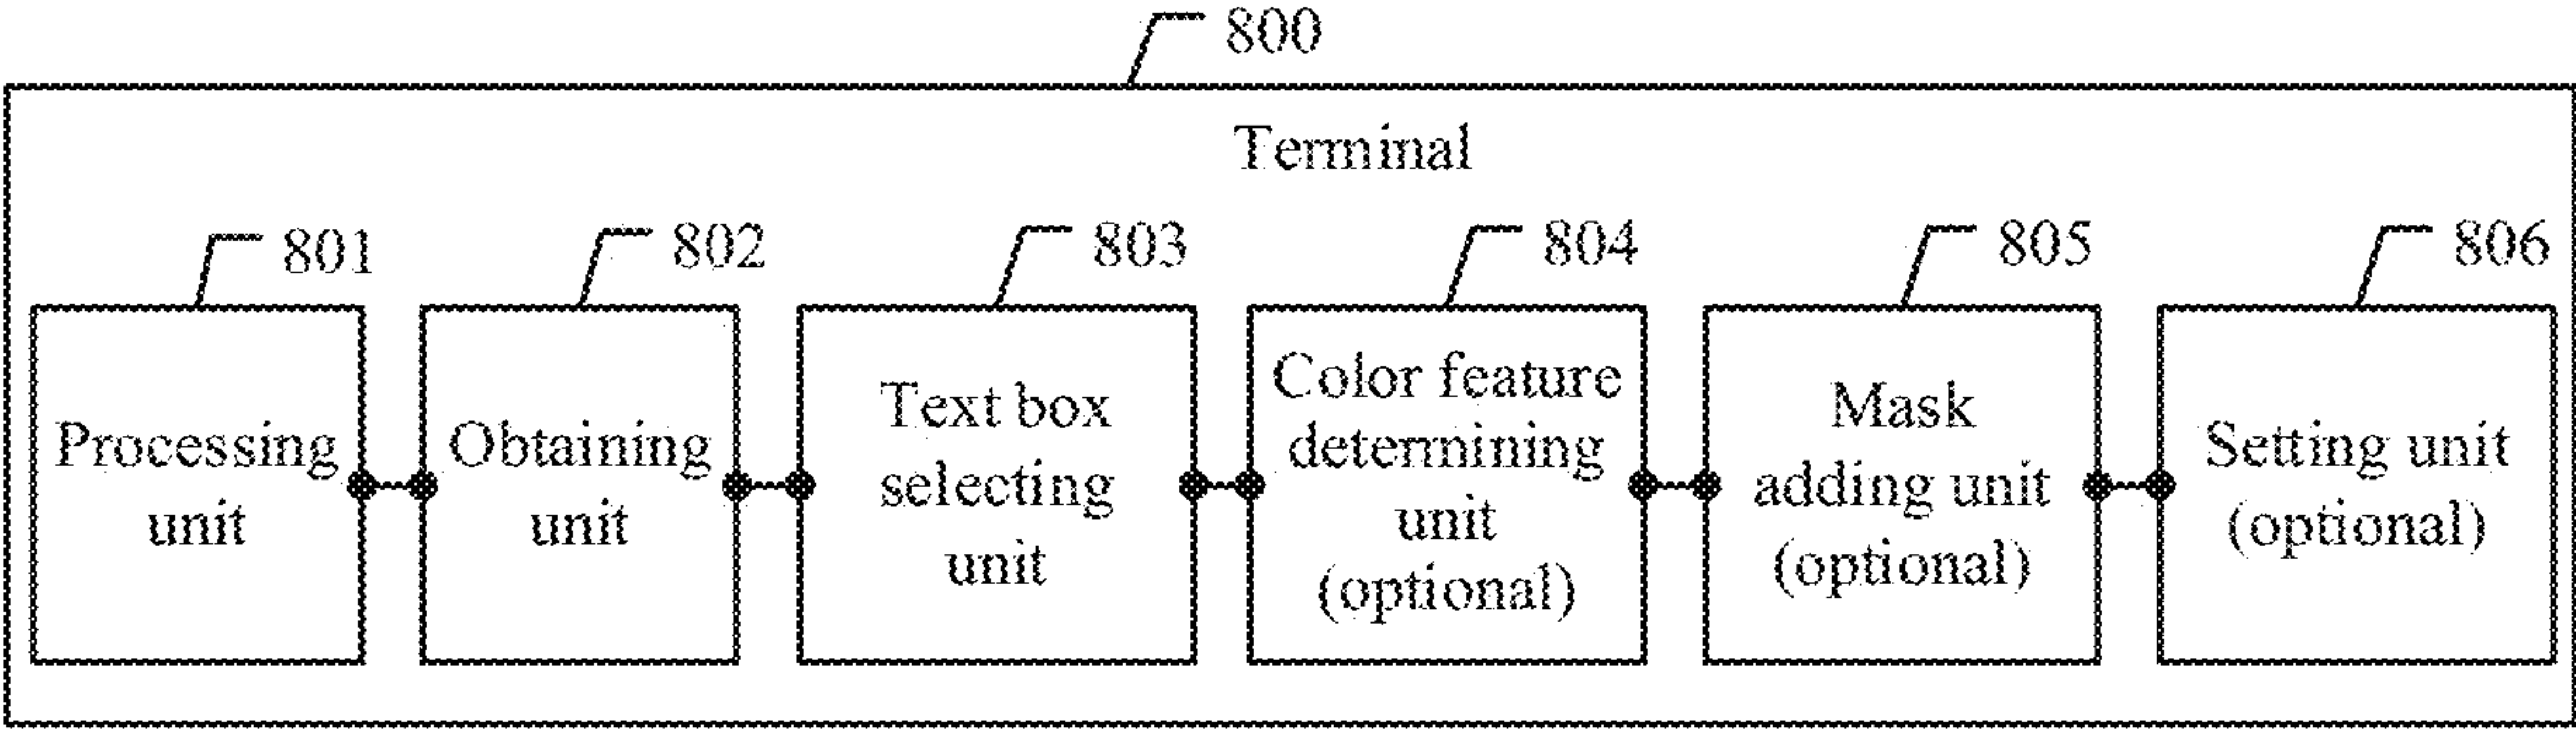 800
Terminal
801
802
803
804
805
806
Processing
unit
Obtaining
unit
Text box
selecting
unit
Color feature
determining
unit
(optional)
Mask
adding unit
(optional)
Setting unit
(optional)